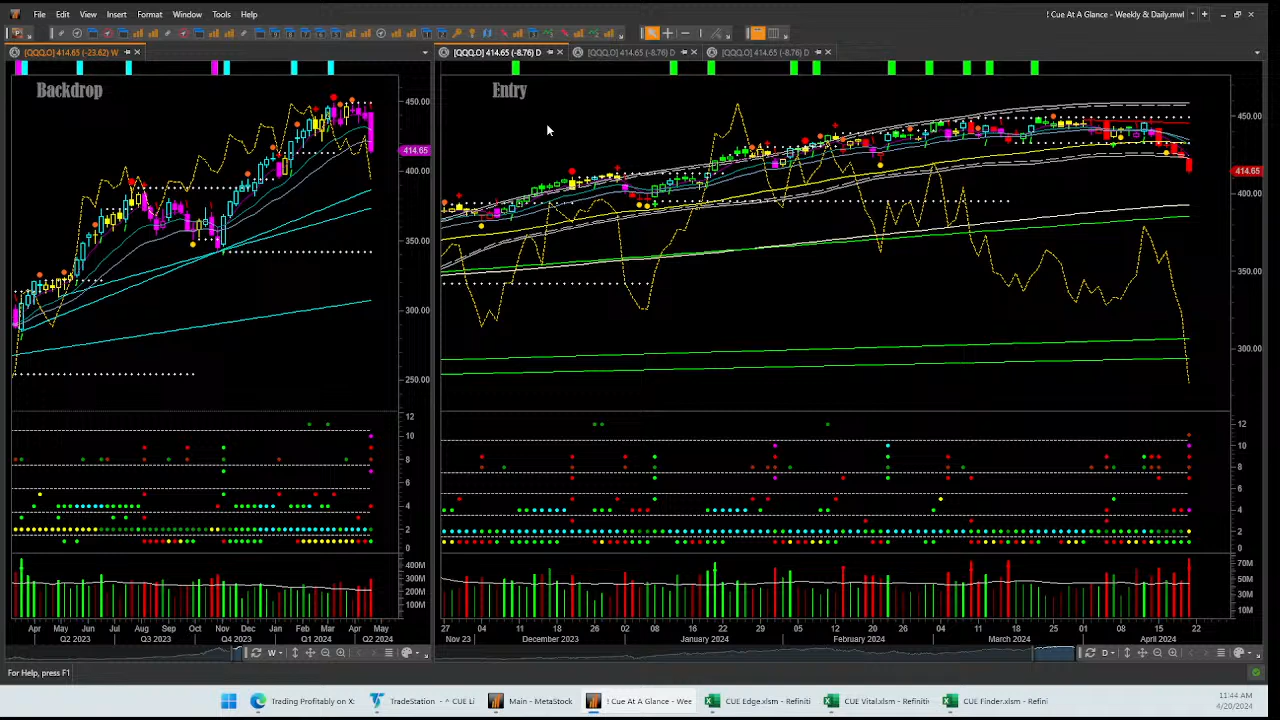 File Edit View Insert Format Window Tools Help
! Cue At A Glance - Weekly & Daily.mwl
[QQQ.O] 414.65 (-23.62) W
[QQQ.O] 414.65 (-8.76) D
[QQQ.O] 414.65 (-8.76) D
[QQQ.O] 414.65 (-8.76) D
Backdrop
450.00
414.65
400.00
350.00
300.00
250.00
12
10
8
6
4
2
0
400M
300M
200M
100M
Apr May Jun Jul Aug Sep Oct Nov Dec Jan Feb Mar Apr May
Q2 2023 Q3 2023 Q4 2023 Q1 2024 Q2 2024
W
Entry
450.00
414.65
400.00
350.00
300.00
12
10
8
6
4
2
0
70M
50M
30M
10M
27 04 11 18 26 02 08 16 22 29 05 12 20 26 04 11 18 25 01 08 15 22
Nov 23 December 2023 January 2024 February 2024 March 2024 April 2024
D
For Help, press F1
Trading Profitably on X:
TradeStation - ^ CUE Li
Main - MetaStock
! Cue At A Glance - Wee
CUE Edge.xlsm - Refiniti
CUE Vital.xlsm - Refiniti
CUE Finder.xlsm - Refini
11:44 AM
4/20/2024